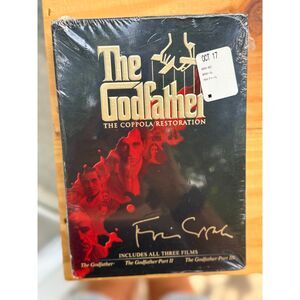 The
Godfather
THE COPPOLA RESTORATION
OCT 17
INCLUDES ALL THREE FILMS
The Godfather The Godfather Part II The Godfather Part III